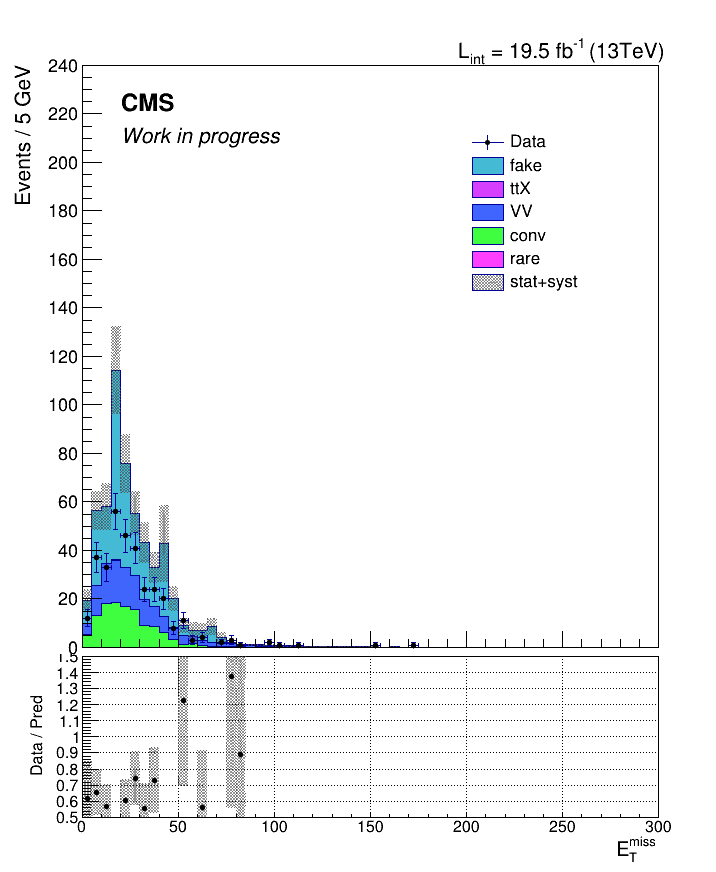 L_int = 19.5 fb^-1 (13TeV)
Events / 5 GeV
240
220
200
180
160
140
120
100
80
60
40
20
0
CMS
Work in progress
Data
fake
ttX
VV
conv
rare
stat+syst
Data / Pred
1.5
1.4
1.3
1.2
1.1
1
0.9
0.8
0.7
0.6
0.5
0 50 100 150 200 250 300
E_T^miss